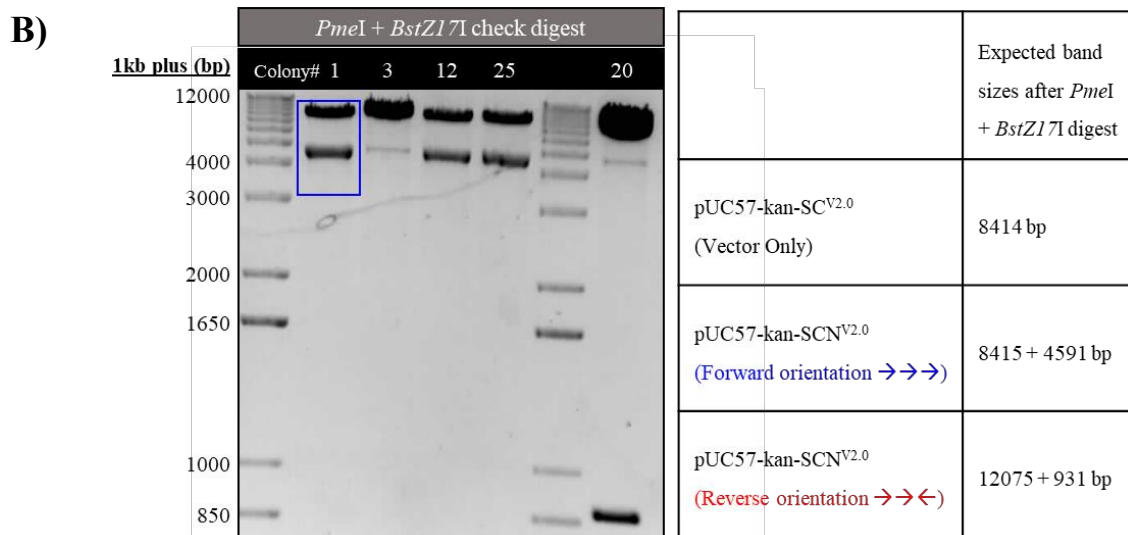 B)
PmeI + BstZ17I check digest
1kb plus (bp)
Colony# 1 3 12 25 20
12000
4000
3000
2000
1650
1000
850
Expected band
sizes after PmeI
+ BstZ17I digest
pUC57-kan-SCV2.0
(Vector Only)
8414 bp
pUC57-kan-SCNV2.0
(Forward orientation →→→)
8415 + 4591 bp
pUC57-kan-SCNV2.0
(Reverse orientation →→←)
12075 + 931 bp